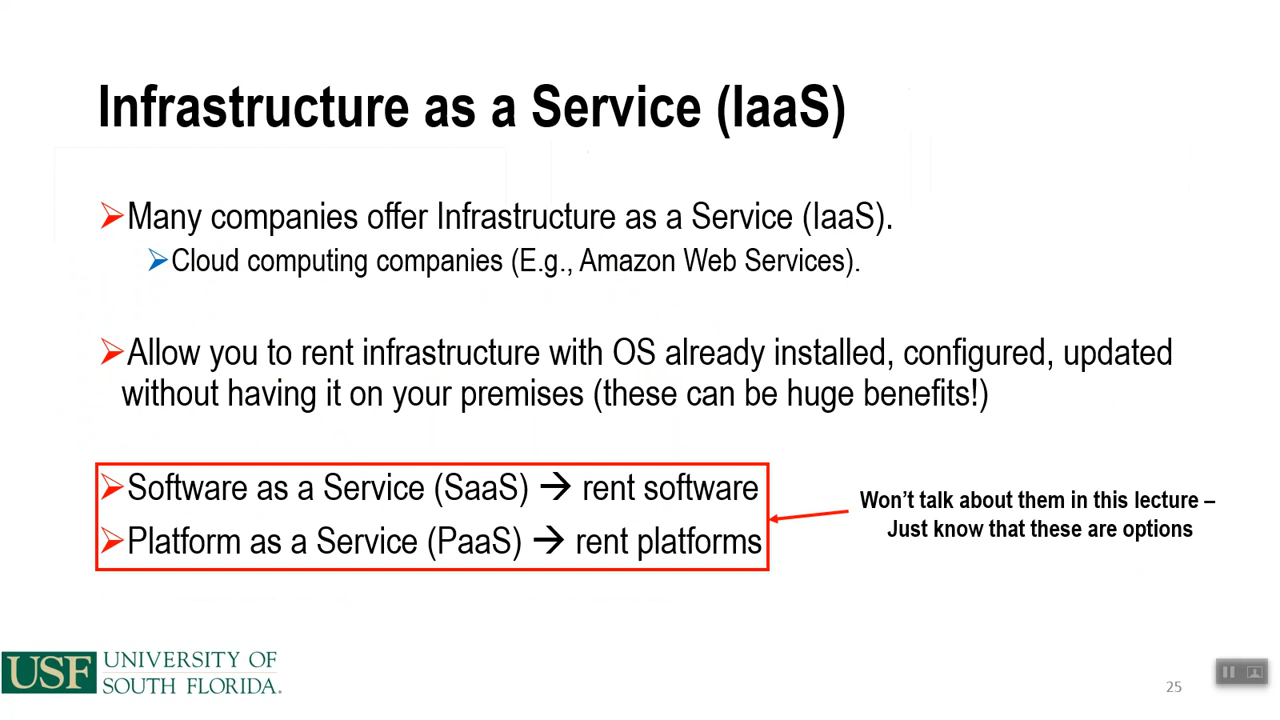 Infrastructure as a Service (IaaS)
Many companies offer Infrastructure as a Service (IaaS).
Cloud computing companies (E.g., Amazon Web Services).
Allow you to rent infrastructure with OS already installed, configured, updated
without having it on your premises (these can be huge benefits!)
Software as a Service (SaaS) → rent software
Platform as a Service (PaaS) → rent platforms
Won't talk about them in this lecture –
Just know that these are options
USF UNIVERSITY OF
SOUTH FLORIDA.
25